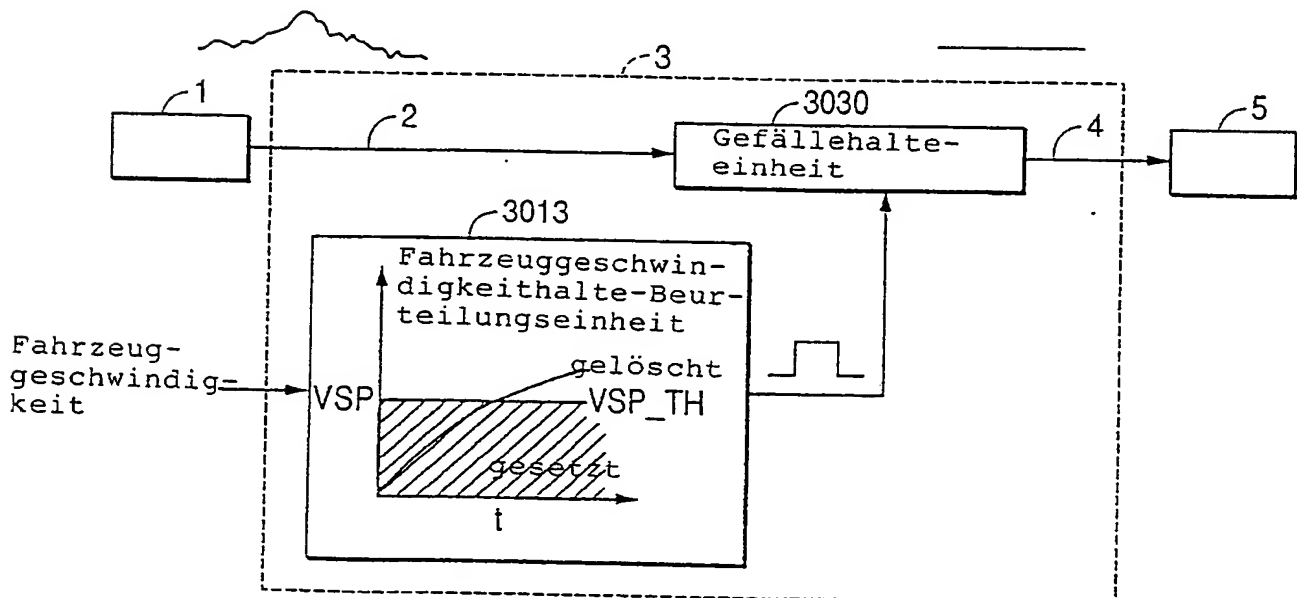 3
1
2
3030
4
5
Gefällehalte-
einheit
3013
Fahrzeuggeschwin-
digkeithalte-Beur-
teilungseinheit
Fahrzeug-
geschwindig-
keit
gelöscht
VSP
VSP_TH
gesetzt
t